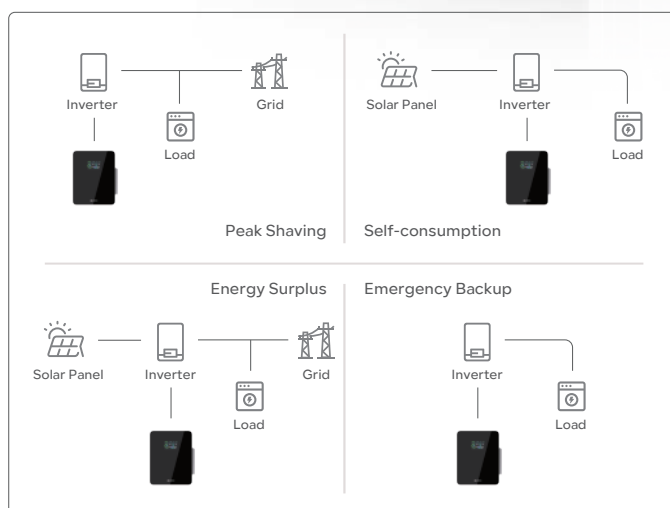 Inverter
Grid
Load
Peak Shaving
Solar Panel
Inverter
Load
Self-consumption
Energy Surplus
Solar Panel
Inverter
Grid
Load
Emergency Backup
Inverter
Load